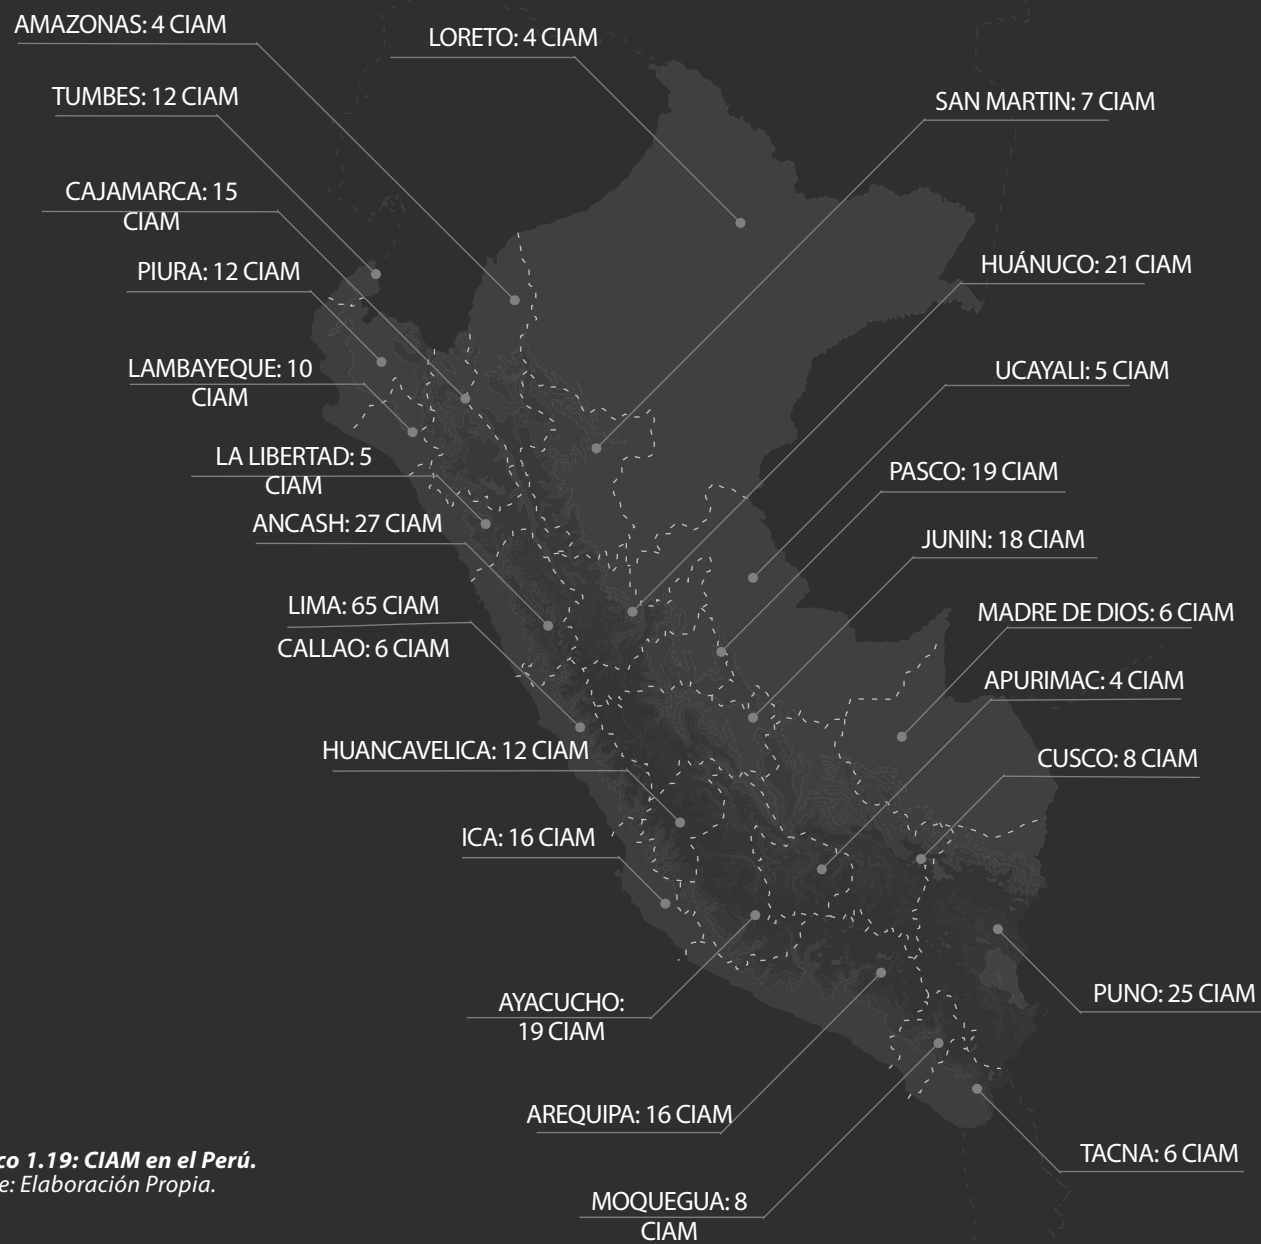 AMAZONAS: 4 CIAM
LORETO: 4 CIAM
TUMBES: 12 CIAM
SAN MARTIN: 7 CIAM
CAJAMARCA: 15
CIAM
PIURA: 12 CIAM
HUÁNUCO: 21 CIAM
LAMBAYEQUE: 10
CIAM
UCAYALI: 5 CIAM
LA LIBERTAD: 5
CIAM
PASCO: 19 CIAM
ANCASH: 27 CIAM
JUNIN: 18 CIAM
LIMA: 65 CIAM
CALLAO: 6 CIAM
MADRE DE DIOS: 6 CIAM
APURIMAC: 4 CIAM
HUANCAVELICA: 12 CIAM
CUSCO: 8 CIAM
ICA: 16 CIAM
AYACUCHO:
19 CIAM
PUNO: 25 CIAM
AREQUIPA: 16 CIAM
TACNA: 6 CIAM
MOQUEGUA: 8
CIAM
co 1.19: CIAM en el Perú.
e: Elaboración Propia.